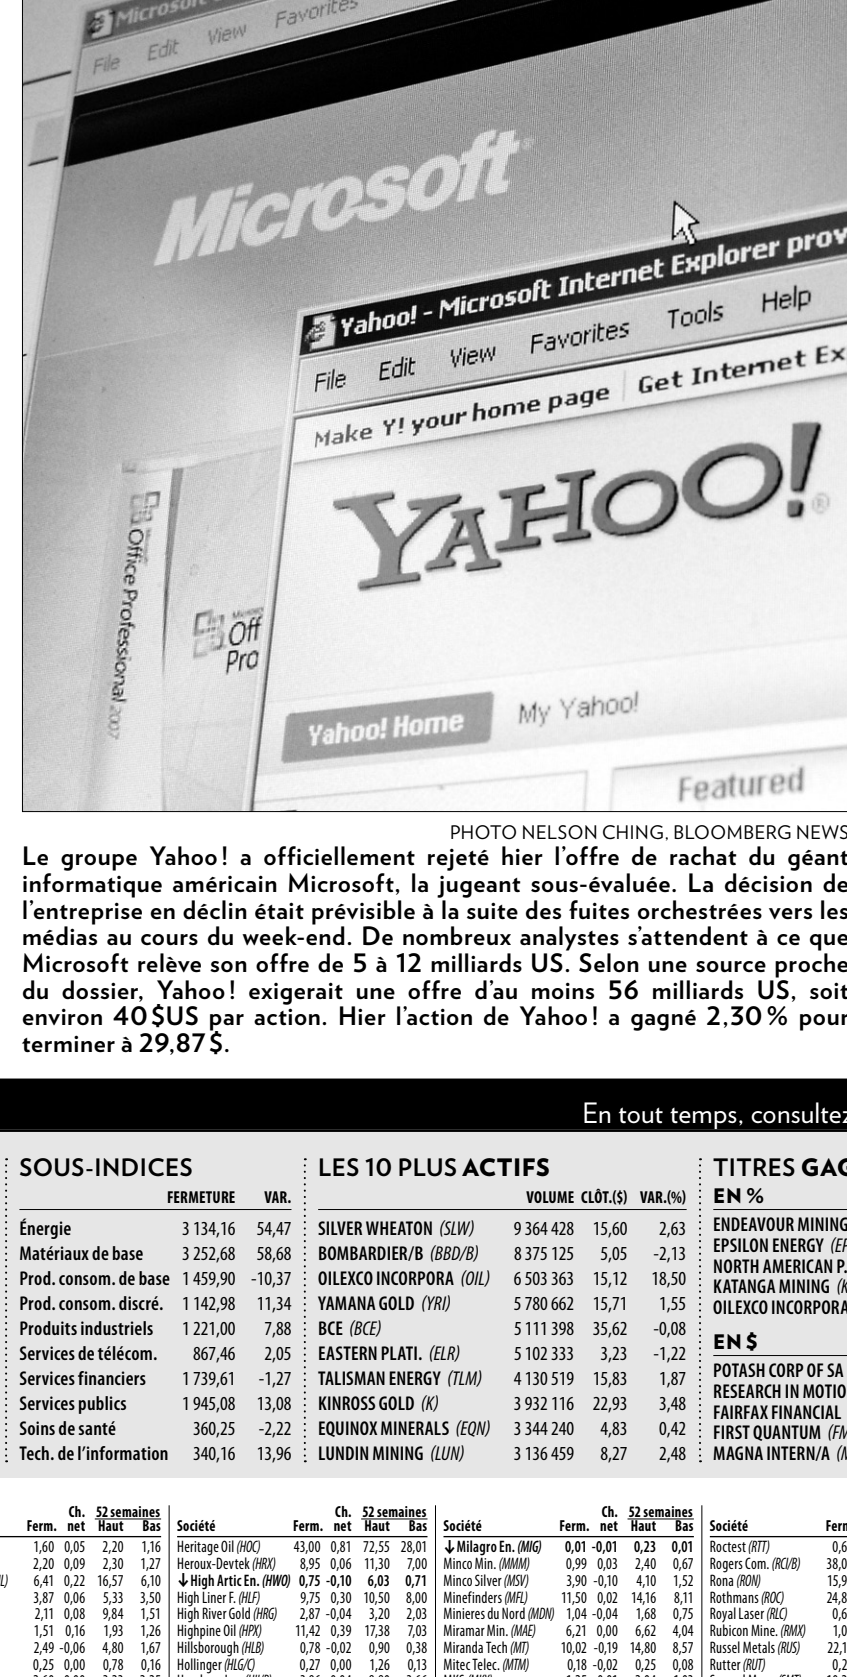 Microsoft
File Edit View Favorites
Microsoft®
Yahoo! - Microsoft Internet Explorer prov
File Edit View Favorites Tools Help
Make Y! your home page Get Internet Ex
YAHOO!®
Microsoft
Office Professional 2007
Off
Pro
Yahoo! Home My Yahoo!
Featured
PHOTO NELSON CHING, BLOOMBERG NEWS
Le groupe Yahoo! a officiellement rejeté hier l'offre de rachat du géant
informatique américain Microsoft, la jugeant sous-évaluée. La décision de
l'entreprise en déclin était prévisible à la suite des fuites orchestrées vers les
médias au cours du week-end. De nombreux analystes s'attendent à ce que
Microsoft relève son offre de 5 à 12 milliards US. Selon une source proche
du dossier, Yahoo! exigerait une offre d'au moins 56 milliards US, soit
environ 40 $US par action. Hier l'action de Yahoo! a gagné 2,30 % pour
terminer à 29,87 $.
En tout temps, consultez
SOUS-INDICES
FERMETURE VAR.
Énergie 3 134,16 54,47
Matériaux de base 3 252,68 58,68
Prod. consom. de base 1 459,90 -10,37
Prod. consom. discré. 1 142,98 11,34
Produits industriels 1 221,00 7,88
Services de télécom. 867,46 2,05
Services financiers 1 739,61 -1,27
Services publics 1 945,08 13,08
Soins de santé 360,25 -2,22
Tech. de l'information 340,16 13,96
LES 10 PLUS ACTIFS
VOLUME CLÔT.($) VAR.(%)
SILVER WHEATON (SLW) 9 364 428 15,60 2,63
BOMBARDIER/B (BBD/B) 8 375 125 5,05 -2,13
OILEXCO INCORPORA (OIL) 6 503 363 15,12 18,50
YAMANA GOLD (YRI) 5 780 662 15,71 1,55
BCE (BCE) 5 111 398 35,62 -0,08
EASTERN PLATI. (ELR) 5 102 333 3,23 -1,22
TALISMAN ENERGY (TLM) 4 130 519 15,83 1,87
KINROSS GOLD (K) 3 932 116 22,93 3,48
EQUINOX MINERALS (EQN) 3 344 240 4,83 0,42
LUNDIN MINING (LUN) 3 136 459 8,27 2,48
TITRES GAG
EN %
ENDEAVOUR MINING
EPSILON ENERGY (EP
NORTH AMERICAN P.
KATANGA MINING (K
OILEXCO INCORPORA
EN $
POTASH CORP OF SA
RESEARCH IN MOTIO
FAIRFAX FINANCIAL
FIRST QUANTUM (FM
MAGNA INTERN/A (M
Ch. 52 semaines
Ferm. net Haut Bas
1,60 0,05 2,20 1,16
2,20 0,09 2,30 1,27
6,41 0,22 16,57 6,10
3,87 0,06 5,33 3,50
2,11 0,08 9,84 1,51
1,51 0,16 1,93 1,26
2,49 -0,06 4,80 1,67
0,25 0,00 0,78 0,16
Ch. 52 semaines
Société Ferm. net Haut Bas
Heritage Oil (HOC) 43,00 0,81 72,55 28,01
Heroux-Devtek (HRX) 8,95 0,06 11,30 7,00
↓High Artic En. (HWO) 0,75 -0,10 6,03 0,71
High Liner F. (HLF) 9,75 0,30 10,50 8,00
High River Gold (HRG) 2,87 -0,04 3,20 2,03
Highpine Oil (HPX) 11,42 0,39 17,38 7,03
Hillsborough (HLB) 0,78 -0,02 0,90 0,38
Hollinger (HLG/C) 0,27 0,00 1,26 0,13
Ch. 52 semaines
Société Ferm. net Haut Bas
↓Milagro En. (MIG) 0,01 -0,01 0,23 0,01
Minco Min. (MMM) 0,99 0,03 2,40 0,67
Minco Silver (MSV) 3,90 -0,10 4,10 1,52
Minefinders (MFL) 11,50 0,02 14,16 8,11
Minieres du Nord (MDN) 1,04 -0,04 1,68 0,75
Miramar Min. (MAE) 6,21 0,00 6,62 4,04
Miranda Tech (MT) 10,02 -0,19 14,80 8,57
Mitec Telec. (MTM) 0,18 -0,02 0,25 0,08
Société Ferm
Roctest (RTT) 0,6
Rogers Com. (RCI/B) 38,0
Rona (RON) 15,9
Rothmans (ROC) 24,8
Royal Laser (RLC) 0,6
Rubicon Mine. (RMX) 1,0
Russel Metals (RUS) 22,1
Rutter (RUT) 0,2